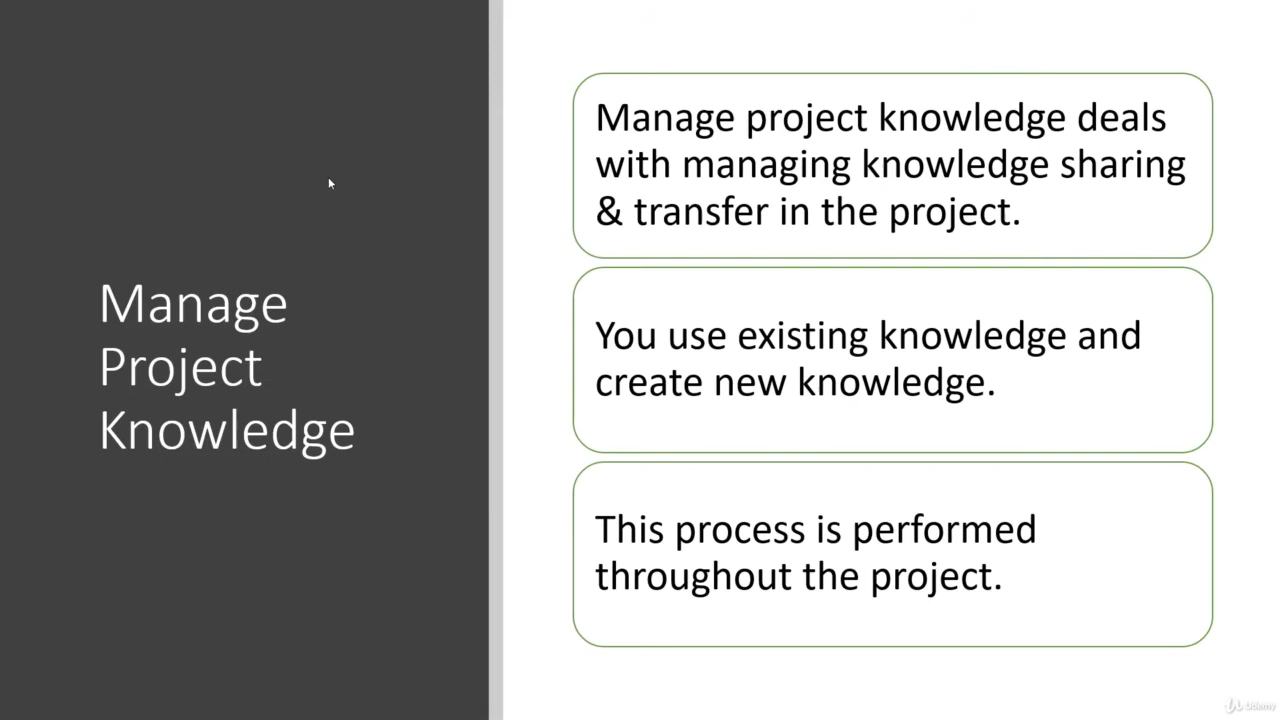 Manage
Project
Knowledge
Manage project knowledge deals
with managing knowledge sharing
& transfer in the project.
You use existing knowledge and
create new knowledge.
This process is performed
throughout the project.
Udemy